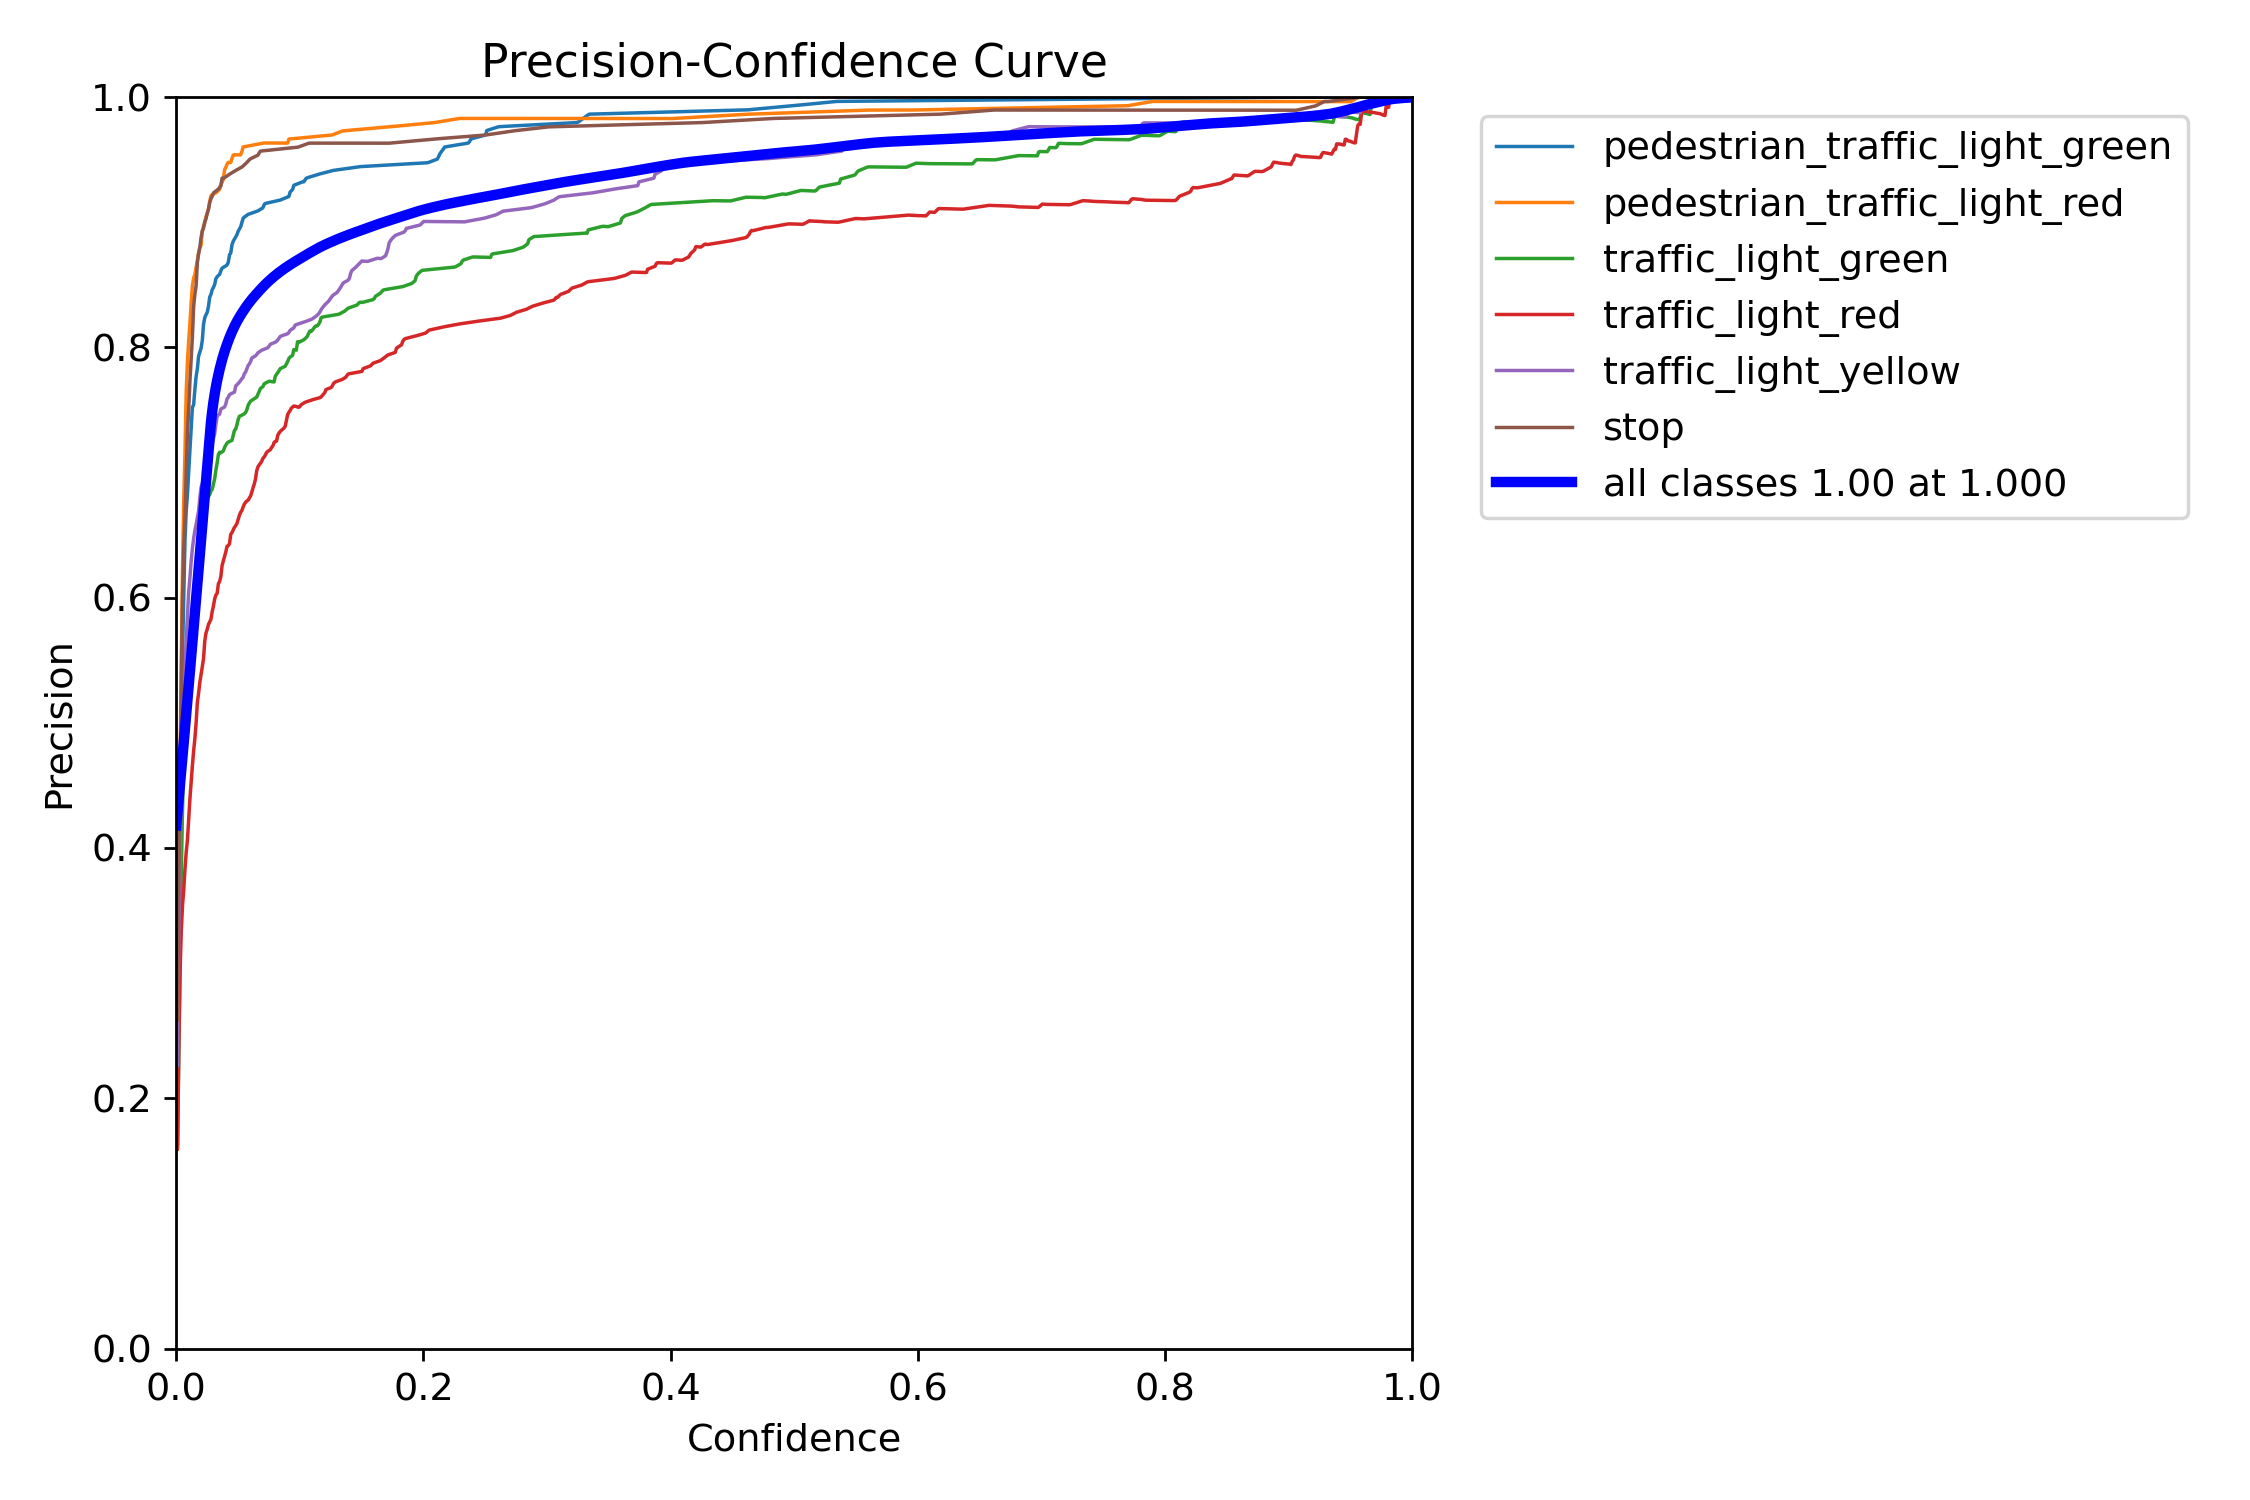 Precision-Confidence Curve
1.0
0.8
0.6
0.4
0.2
0.0
Precision
0.0 0.2 0.4 0.6 0.8 1.0
Confidence
pedestrian_traffic_light_green
pedestrian_traffic_light_red
traffic_light_green
traffic_light_red
traffic_light_yellow
stop
all classes 1.00 at 1.000